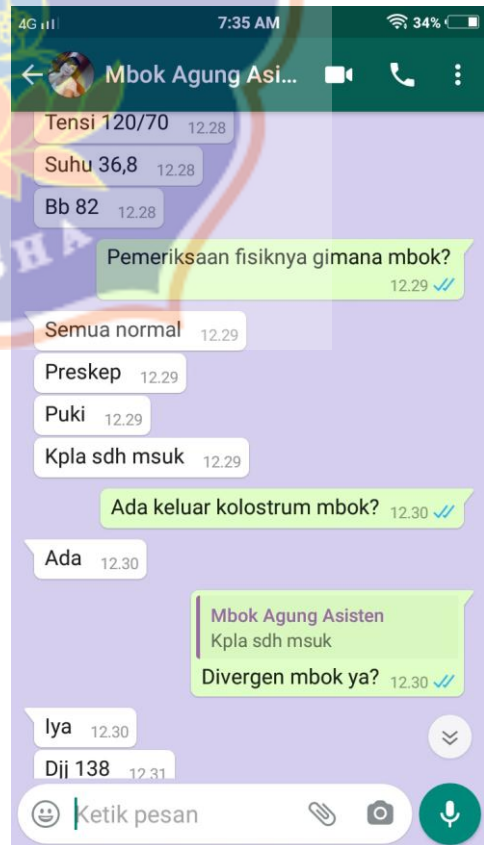 4G
7:35 AM
34%
Mbok Agung Asi...
Tensi 120/70 12.28
Suhu 36,8 12.28
Bb 82 12.28
Pemeriksaan fisiknya gimana mbok?
12.29
Semua normal 12.29
Preskep 12.29
Puki 12.29
Kpla sdh msuk 12.29
Ada keluar kolostrum mbok? 12.30
Ada 12.30
Mbok Agung Asisten
Kpla sdh msuk
Divergen mbok ya? 12.30
Iya 12.30
Djj 138 12.31
Ketik pesan